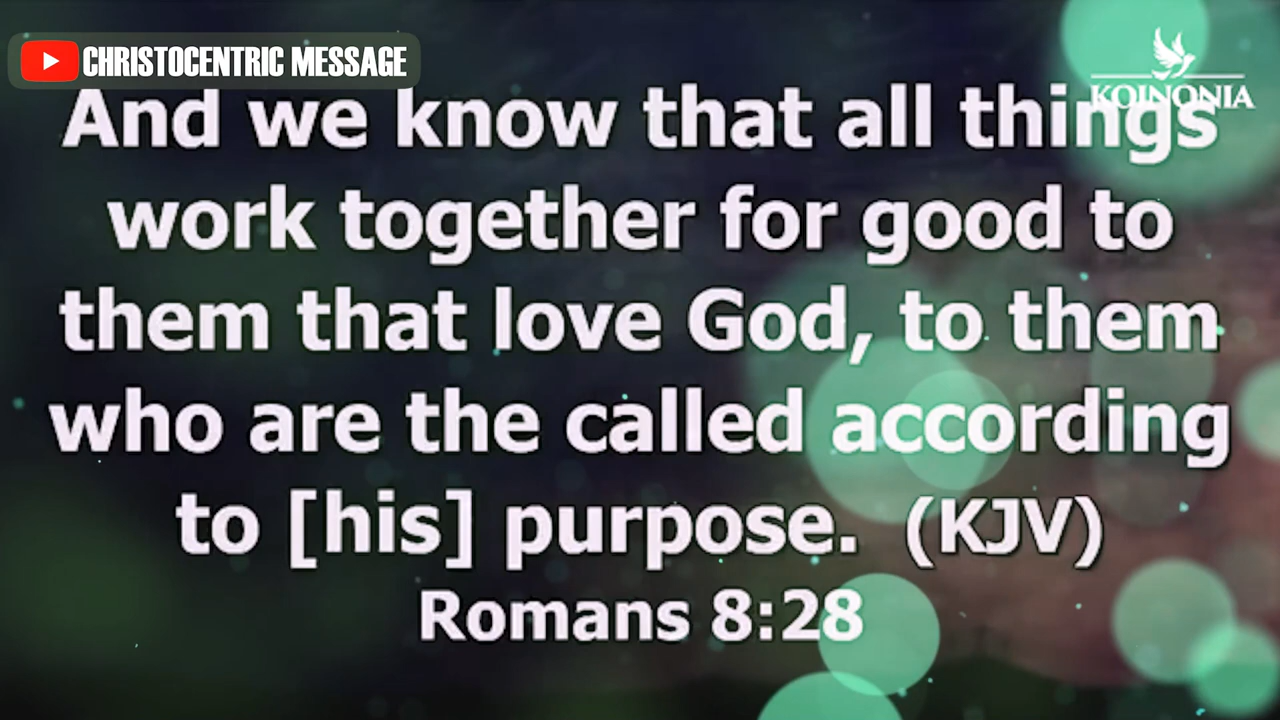 CHRISTOCENTRIC MESSAGE
KOINONIA
And we know that all things
work together for good to
them that love God, to them
who are the called according
to [his] purpose. (KJV)
Romans 8:28